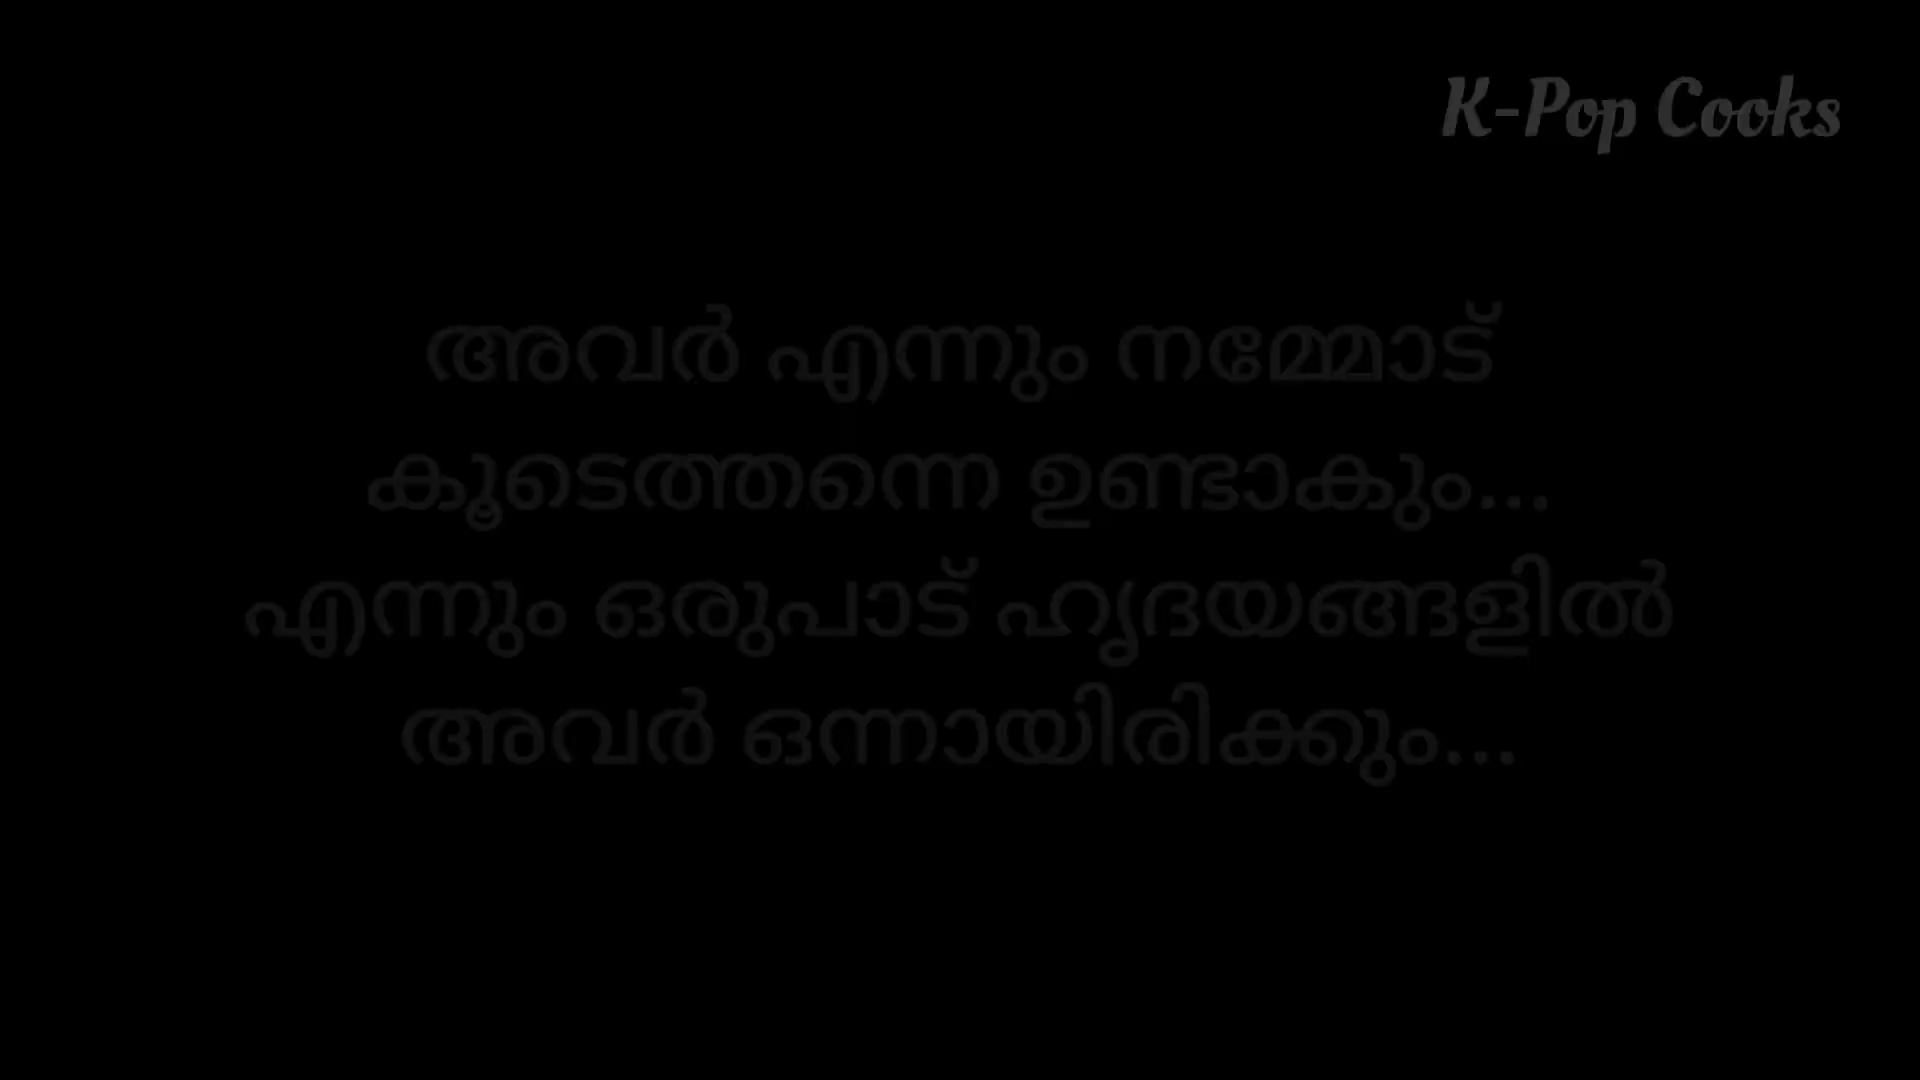 K-Pop Cooks
അവർ എന്നും നമ്മോട്
കൂടെത്തന്നെ ഉണ്ടാകും...
എന്നും ഒരുപാട് ഹൃദയങ്ങളിൽ
അവർ ഒന്നായിരിക്കും...